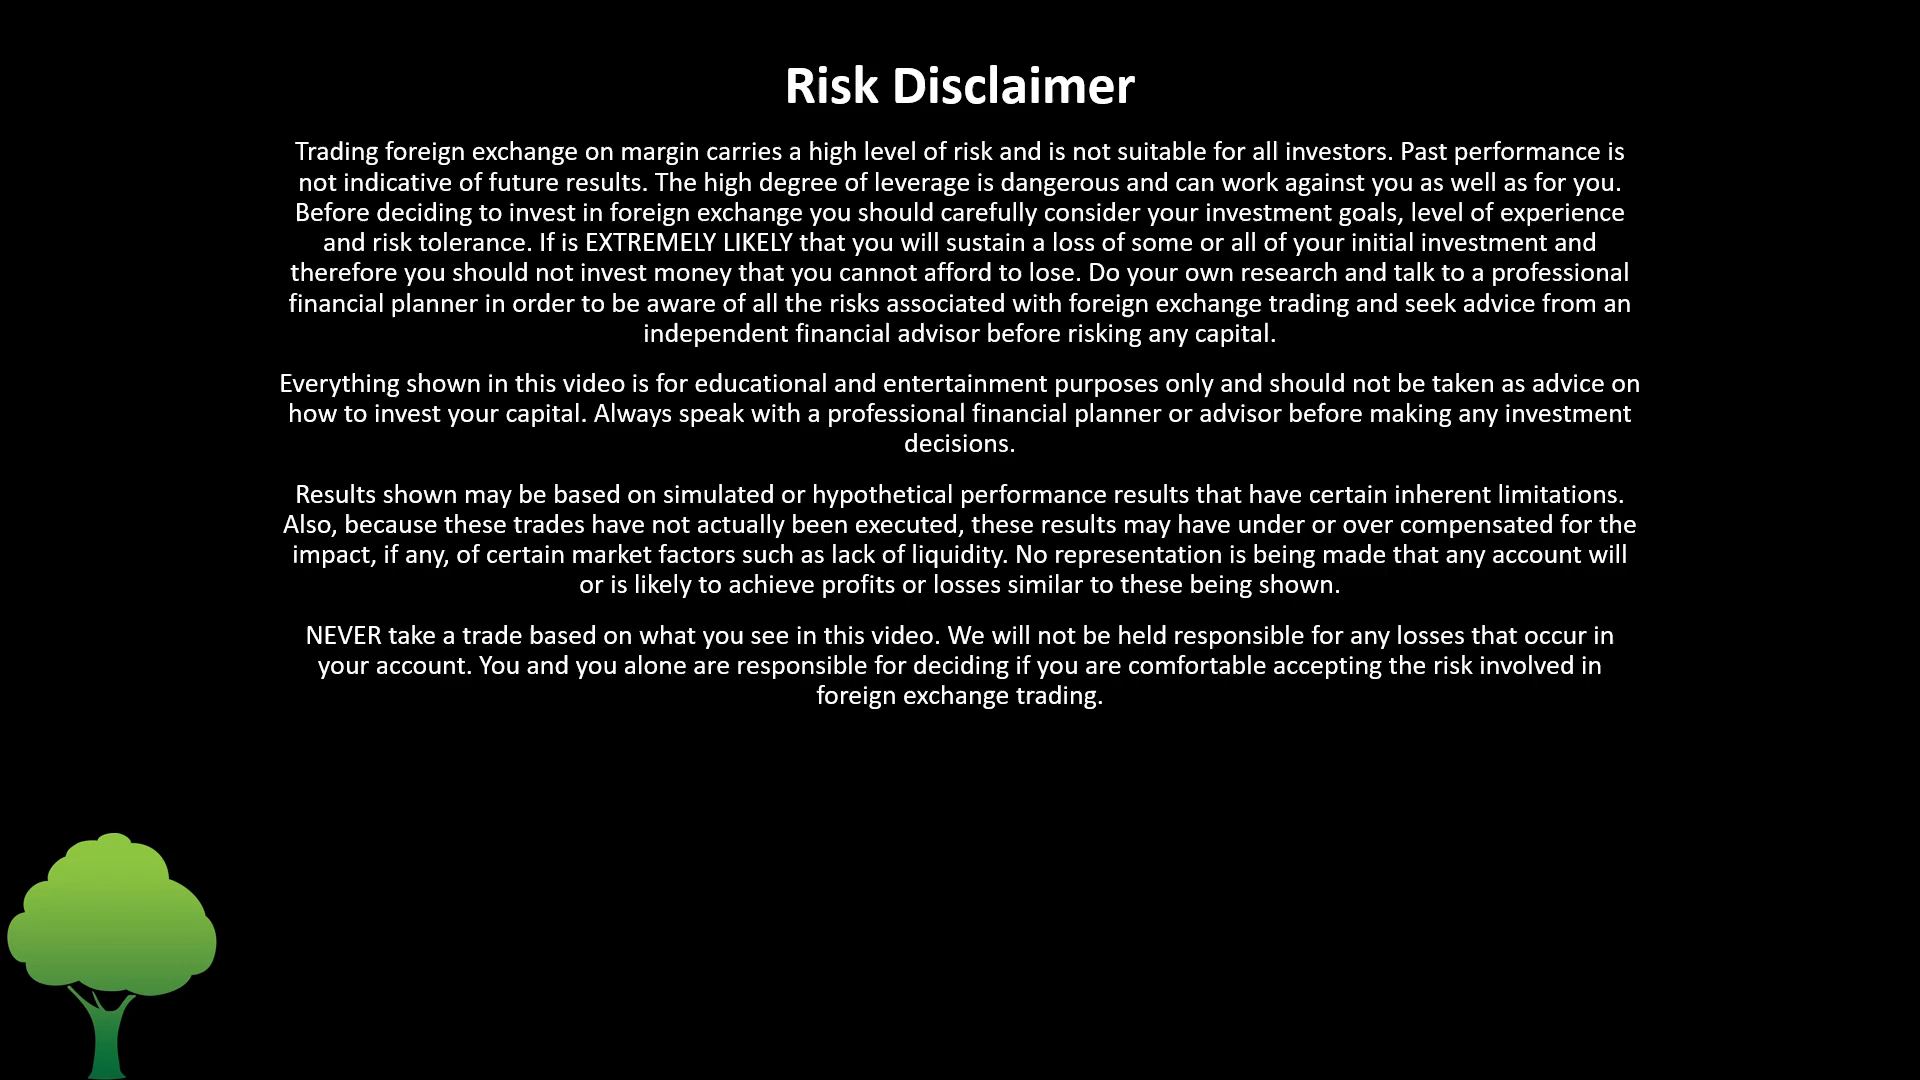 Risk Disclaimer
Trading foreign exchange on margin carries a high level of risk and is not suitable for all investors. Past performance is
not indicative of future results. The high degree of leverage is dangerous and can work against you as well as for you.
Before deciding to invest in foreign exchange you should carefully consider your investment goals, level of experience
and risk tolerance. If is EXTREMELY LIKELY that you will sustain a loss of some or all of your initial investment and
therefore you should not invest money that you cannot afford to lose. Do your own research and talk to a professional
financial planner in order to be aware of all the risks associated with foreign exchange trading and seek advice from an
independent financial advisor before risking any capital.
Everything shown in this video is for educational and entertainment purposes only and should not be taken as advice on
how to invest your capital. Always speak with a professional financial planner or advisor before making any investment
decisions.
Results shown may be based on simulated or hypothetical performance results that have certain inherent limitations.
Also, because these trades have not actually been executed, these results may have under or over compensated for the
impact, if any, of certain market factors such as lack of liquidity. No representation is being made that any account will
or is likely to achieve profits or losses similar to these being shown.
NEVER take a trade based on what you see in this video. We will not be held responsible for any losses that occur in
your account. You and you alone are responsible for deciding if you are comfortable accepting the risk involved in
foreign exchange trading.